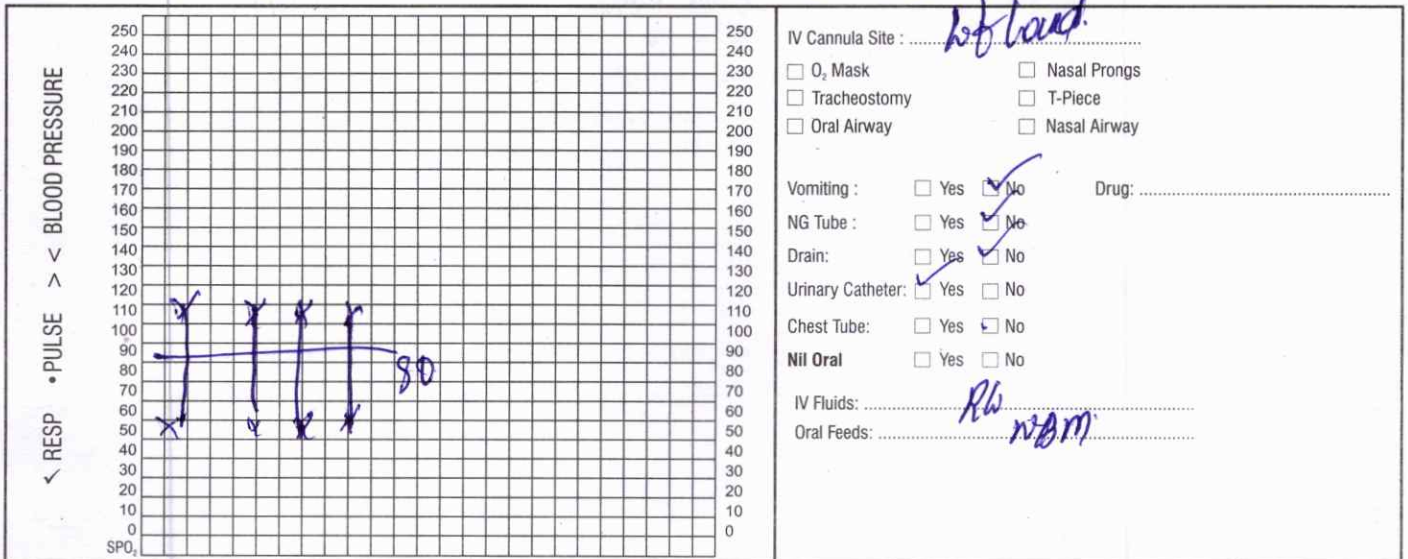 IV Cannula Site :
☐ O₂ Mask ☐ Nasal Prongs
☐ Tracheostomy ☐ T-Piece
☐ Oral Airway ☐ Nasal Airway
Vomiting : ☐ Yes ☑ No Drug:
NG Tube : ☐ Yes ☑ No
Drain: ☐ Yes ☑ No
Urinary Catheter: ☑ Yes ☐ No
Chest Tube: ☐ Yes ☑ No
Nil Oral ☐ Yes ☐ No
IV Fluids:
Oral Feeds: NBM
✓ RESP • PULSE > < BLOOD PRESSURE
250 250
240 240
230 230
220 220
210 210
200 200
190 190
180 180
170 170
160 160
150 150
140 140
130 130
120 120
110 110
100 100
90 90
80 80
80
70 70
60 60
50 50
40 40
30 30
20 20
10 10
0 0
SPO₂